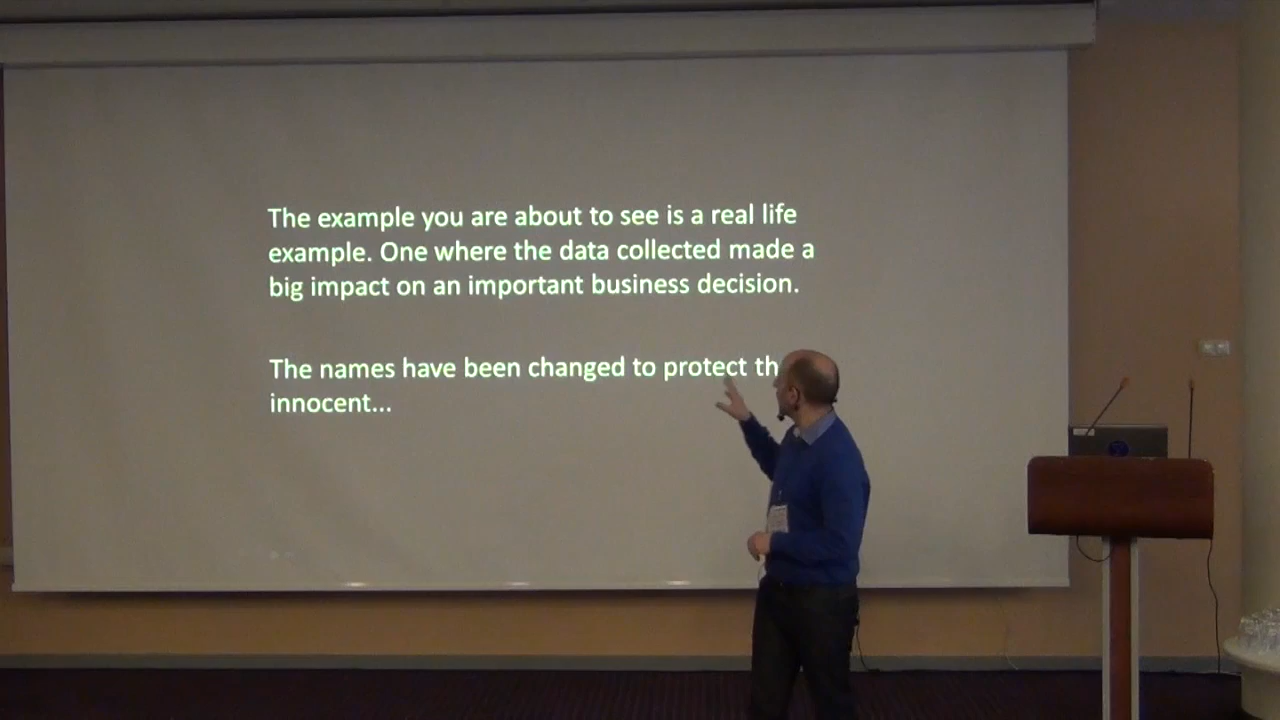 The example you are about to see is a real life
example. One where the data collected made a
big impact on an important business decision.
The names have been changed to protect th
innocent...